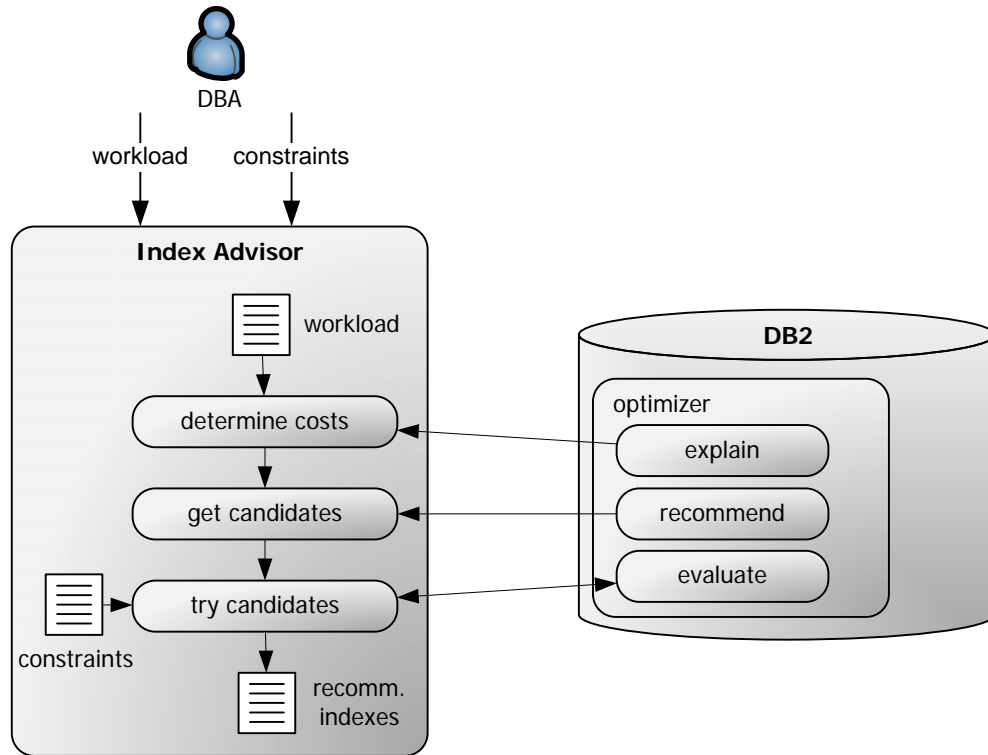 DBA
workload
constraints
Index Advisor
workload
determine costs
get candidates
try candidates
constraints
recomm.
indexes
DB2
optimizer
explain
recommend
evaluate